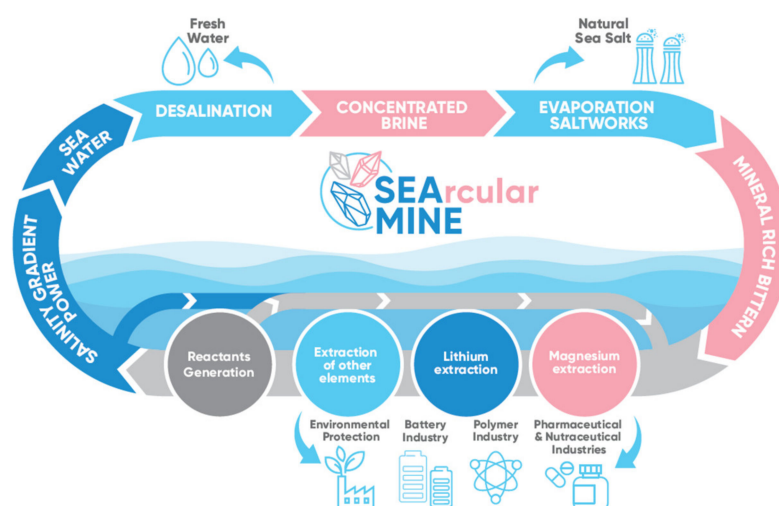 Fresh
Water
Natural
Sea Salt
DESALINATION
CONCENTRATED
BRINE
EVAPORATION
SALTWORKS
SEA
WATER
SEArcular
MINE
MINERAL RICH BITTERN
SALINITY GRADIENT
POWER
Reactants
Generation
Extraction
of other
elements
Lithium
extraction
Magnesium
extraction
Environmental
Protection
Battery
Industry
Polymer
Industry
Pharmaceutical
& Nutraceutical
Industries